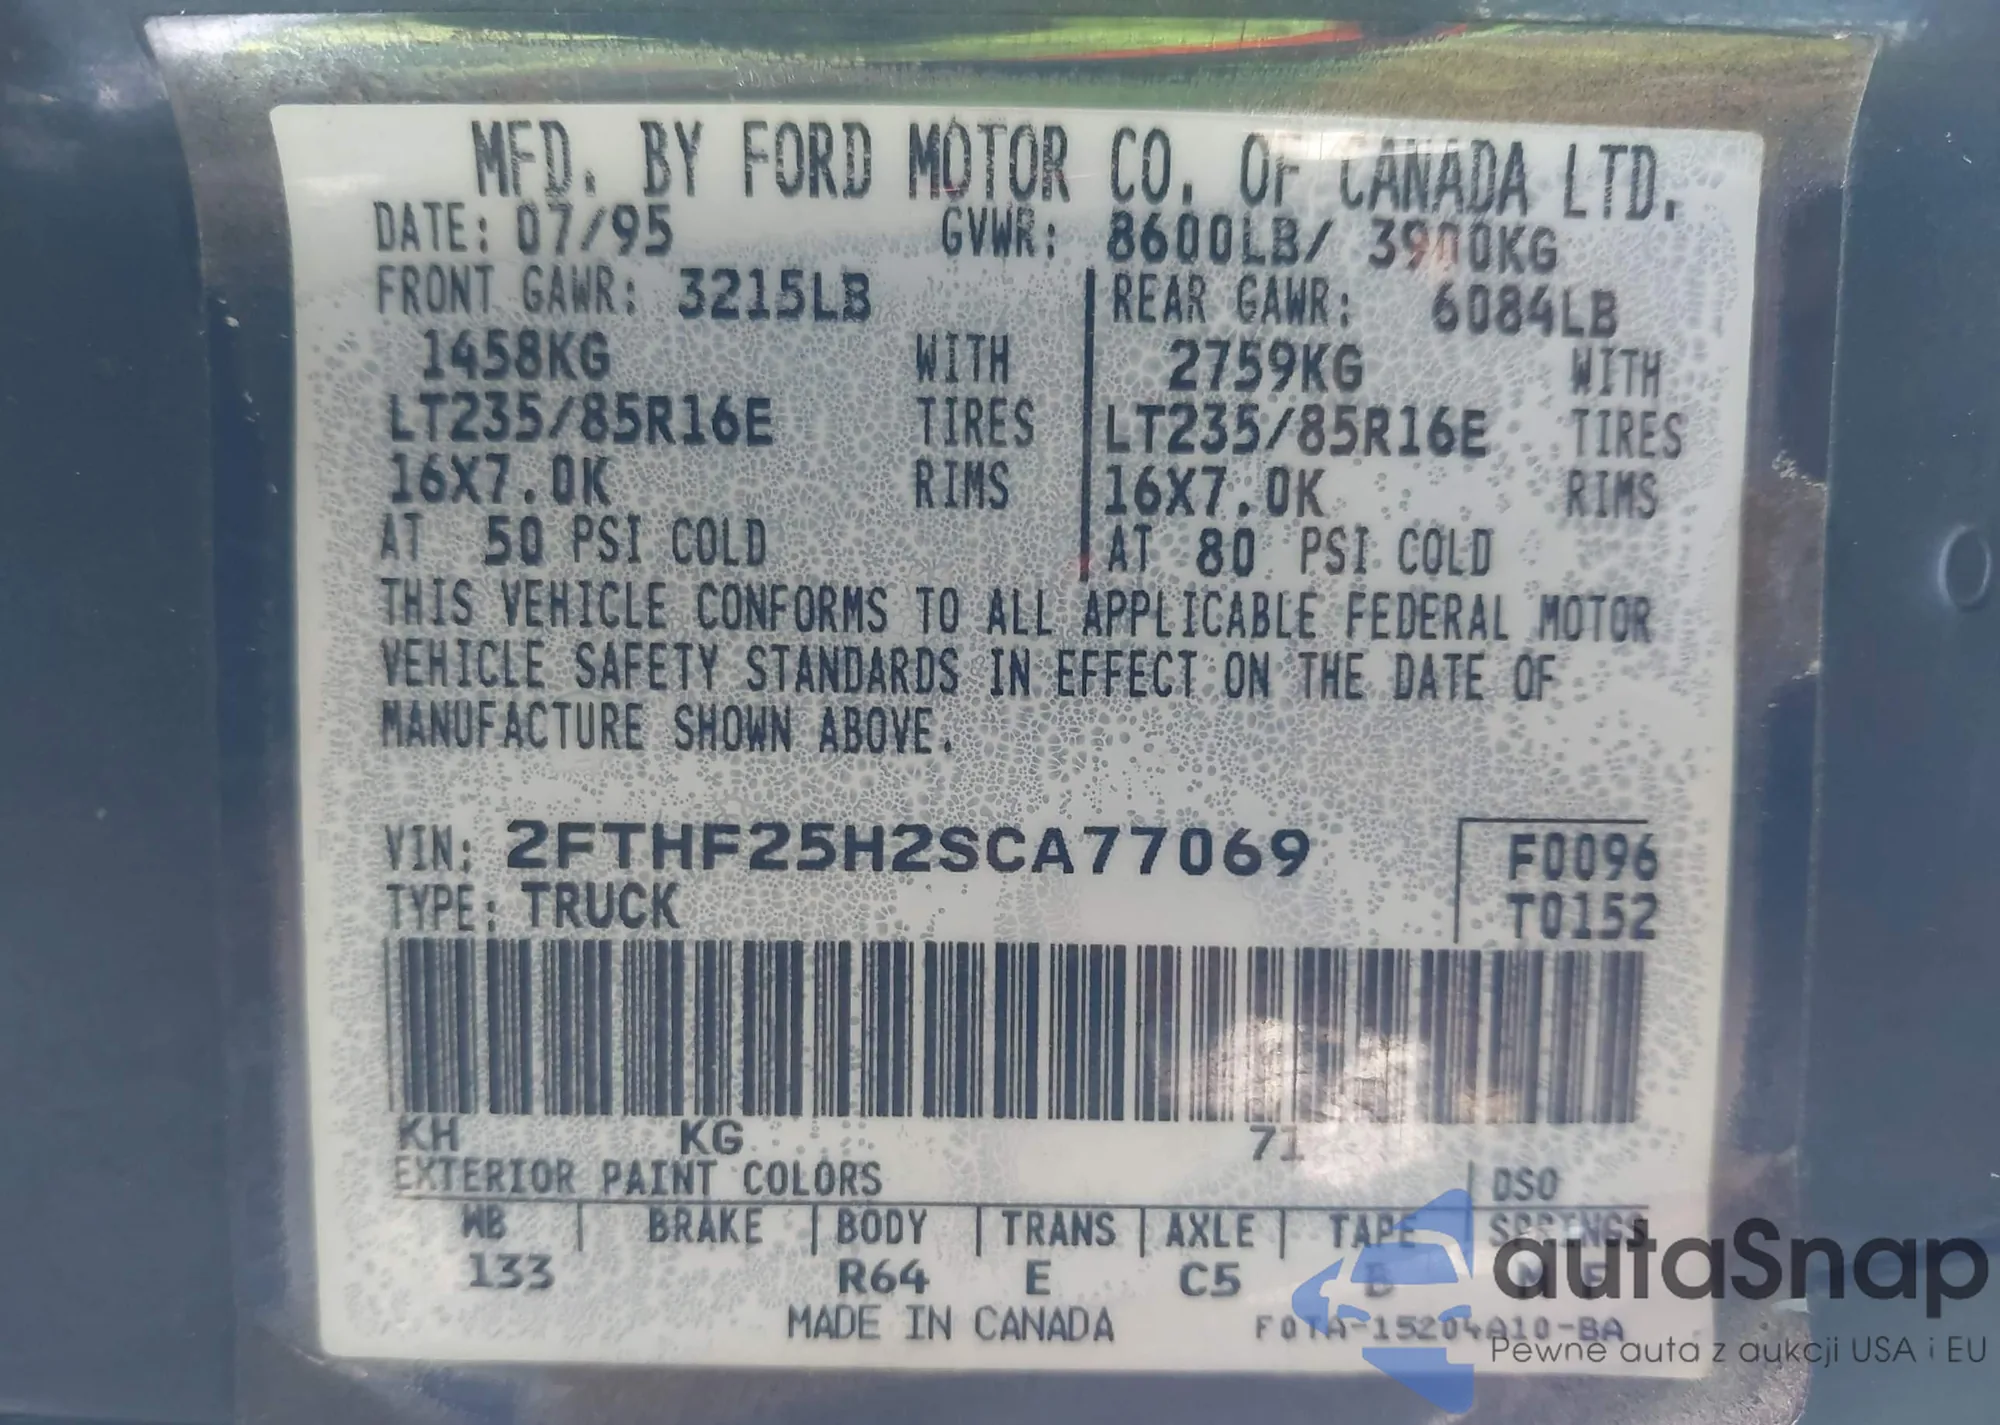 MFD. BY FORD MOTOR CO. OF CANADA LTD.
DATE: 07/95 GVWR: 8600LB/ 3900KG
FRONT GAWR: 3215LB REAR GAWR: 6084LB
1458KG WITH 2759KG WITH
LT235/85R16E TIRES LT235/85R16E TIRES
16X7.0K RIMS 16X7.0K RIMS
AT 50 PSI COLD AT 80 PSI COLD
THIS VEHICLE CONFORMS TO ALL APPLICABLE FEDERAL MOTOR
VEHICLE SAFETY STANDARDS IN EFFECT ON THE DATE OF
MANUFACTURE SHOWN ABOVE.
VIN: 2FTHF25H2SCA77069 F0096
TYPE: TRUCK T0152
KH KG 71
EXTERIOR PAINT COLORS DSO
WB BRAKE BODY TRANS AXLE TAPE SPRINGS
133 R64 E C5 B
MADE IN CANADA
autaSnap
Pewne auta z aukcji USA i EU